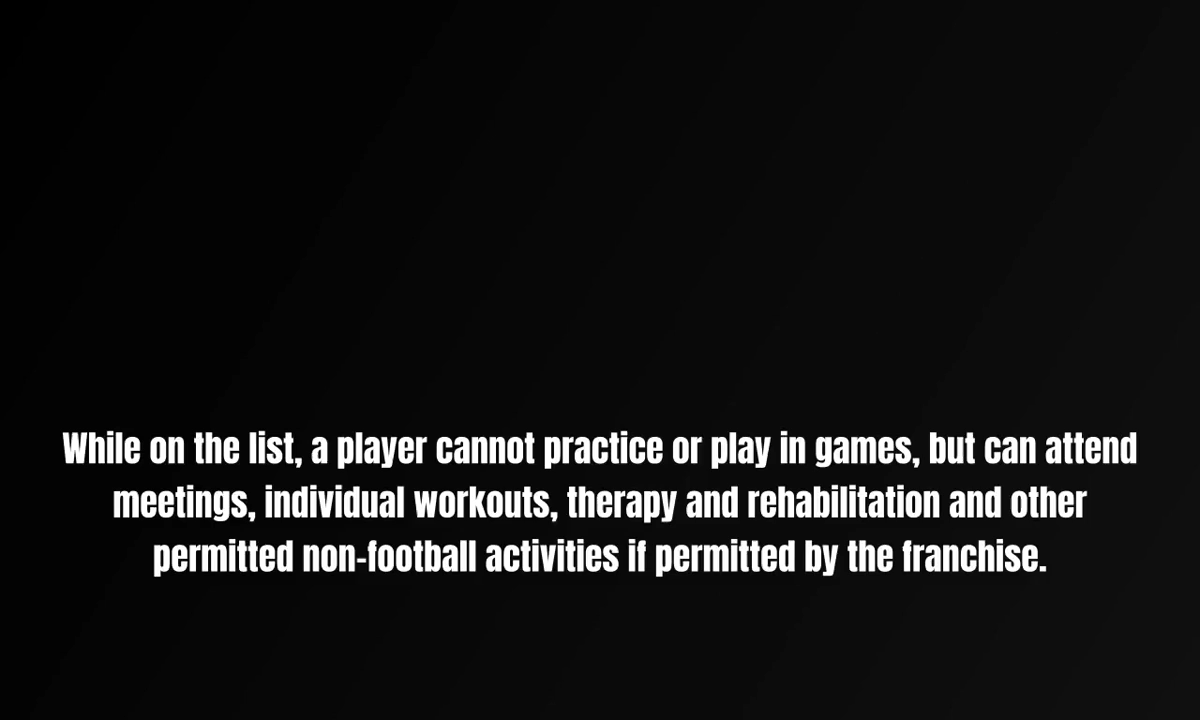 While on the list, a player cannot practice or play in games, but can attend
meetings, individual workouts, therapy and rehabilitation and other
permitted non-football activities if permitted by the franchise.